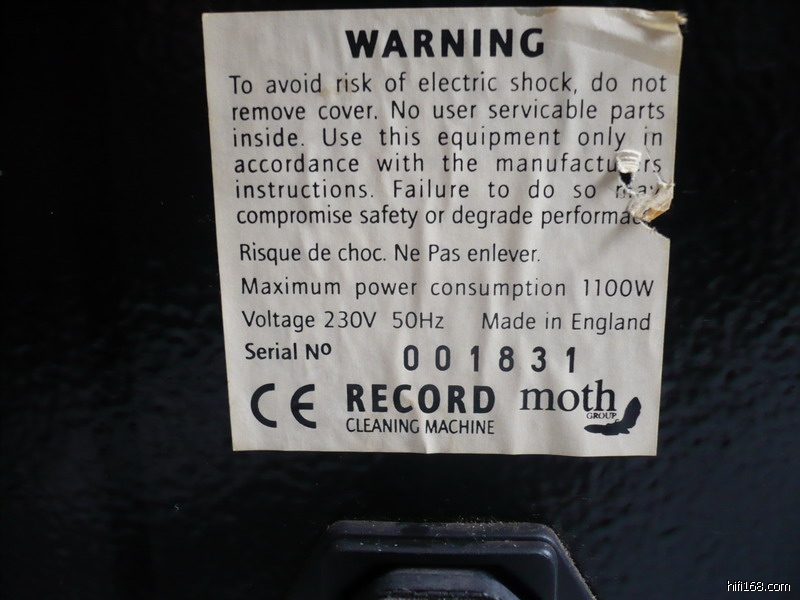 WARNING
To avoid risk of electric shock, do not
remove cover. No user servicable parts
inside. Use this equipment only in
accordance with the manufacturers
instructions. Failure to do so may
compromise safety or degrade performa
Risque de choc. Ne Pas enlever.
Maximum power consumption 1100W
Voltage 230V 50Hz Made in England
Serial Nº 001831
CE RECORD moth
GROUP
CLEANING MACHINE
hifi168.com